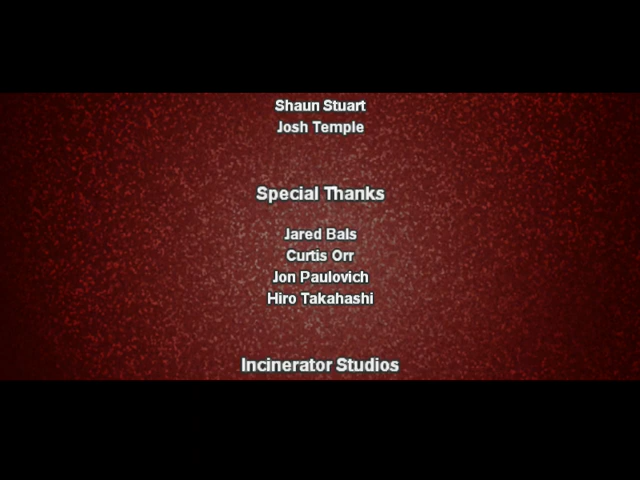 Shaun Stuart
Josh Temple
Special Thanks
Jared Bals
Curtis Orr
Jon Paulovich
Hiro Takahashi
Incinerator Studios